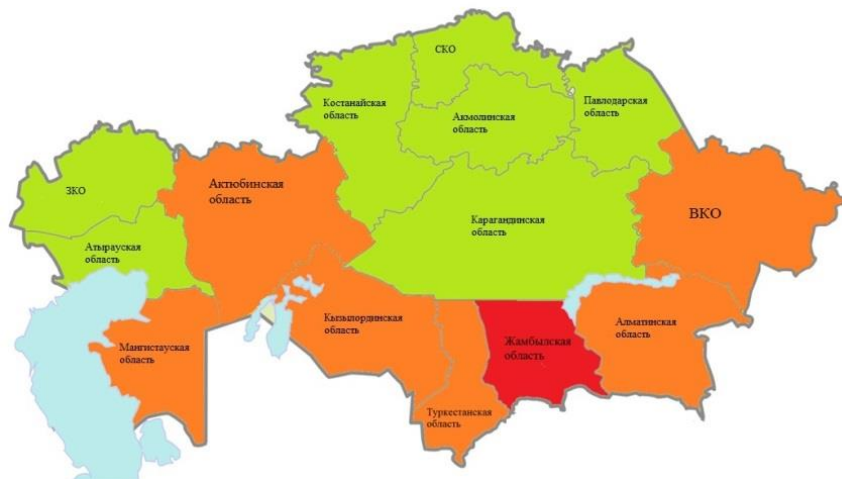 СКО
Костанайская
область
Павлодарская
область
Акмолинская
область
Актюбинская
область
ЗКО
ВКО
Карагандинская
область
Атырауская
область
Кызылординская
область
Алматинская
область
Жамбылская
область
Мангистауская
область
Туркестанская
область